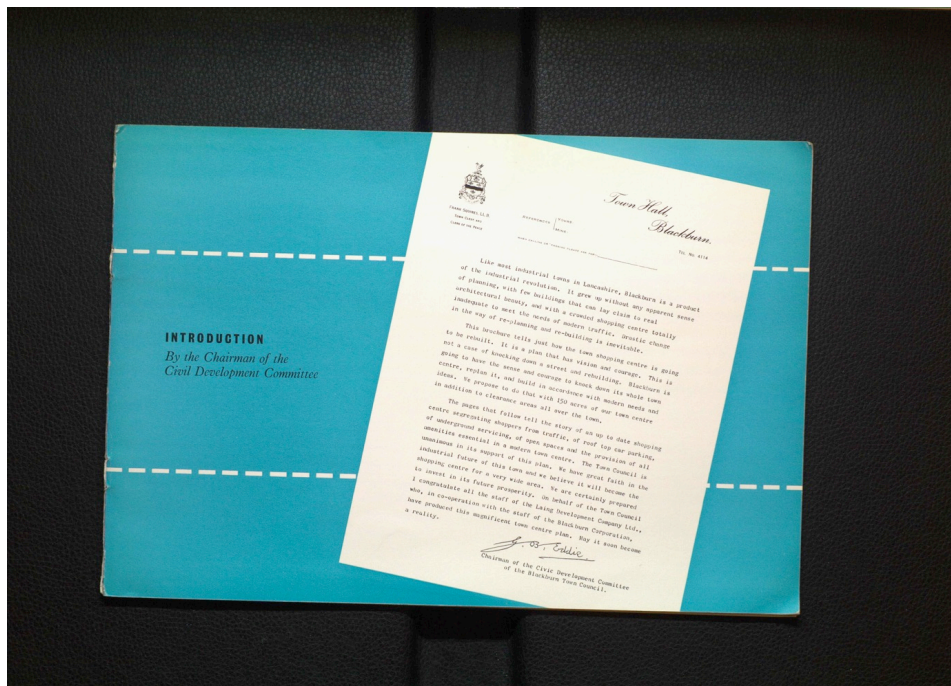 INTRODUCTION
By the Chairman of the
Civil Development Committee
FRANK SQUIRES, LL.B.
TOWN CLERK AND
CLERK OF THE PEACE
Town Hall,
Blackburn.
TEL. NO. 4114
Like most industrial towns in Lancashire, Blackburn is a product
of the industrial revolution. It grew up without any apparent sense
of planning, with few buildings that can lay claim to real
architectural beauty, and with a crowded shopping centre totally
inadequate to meet the needs of modern traffic. Drastic change
in the way of re-planning and re-building is inevitable.
This brochure tells just how the town shopping centre is going
to be rebuilt. It is a plan that has vision and courage. This is
not a case of knocking down a street and rebuilding. Blackburn is
going to have the sense and courage to knock down its whole town
centre, replan it, and build in accordance with modern needs and
ideas. We propose to do that with 150 acres of our town centre
in addition to clearance areas all over the town.
The pages that follow tell the story of an up to date shopping
centre segregating shoppers from traffic, of roof top car parking,
of underground servicing, of open spaces and the provision of all
amenities essential in a modern town centre. The Town Council is
unanimous in its support of this plan. We have great faith in the
industrial future of this town and we believe it will become the
shopping centre for a very wide area. We are certainly prepared
to invest in its future prosperity. On behalf of the Town Council
I congratulate all the staff of the Laing Development Company Ltd.,
who, in co-operation with the staff of the Blackburn Corporation,
have produced this magnificent town centre plan. May it soon become
a reality.
Eddie
Chairman of the Civic Development Committee
of the Blackburn Town Council.